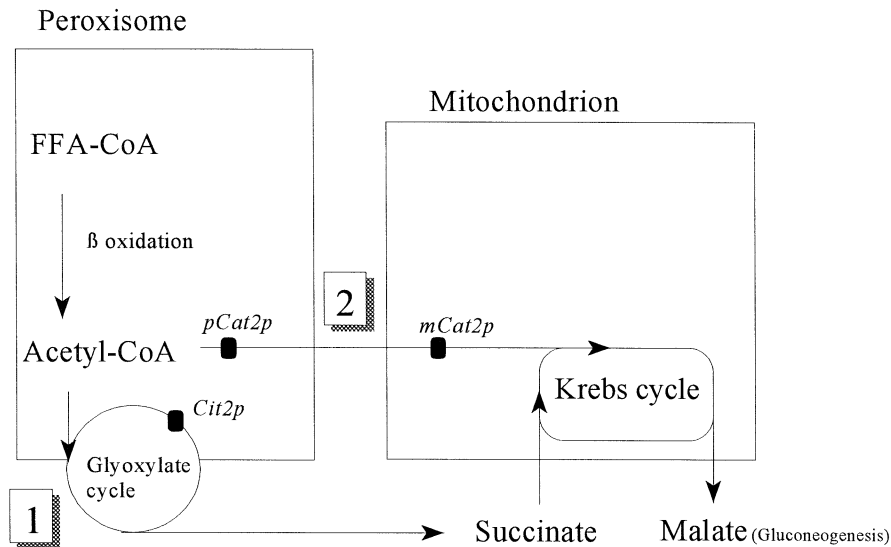 Peroxisome
Mitochondrion
FFA-CoA
ß oxidation
2
pCat2p
mCat2p
Acetyl-CoA
Krebs cycle
Cit2p
Glyoxylate
cycle
1
Succinate
Malate (Gluconeogenesis)